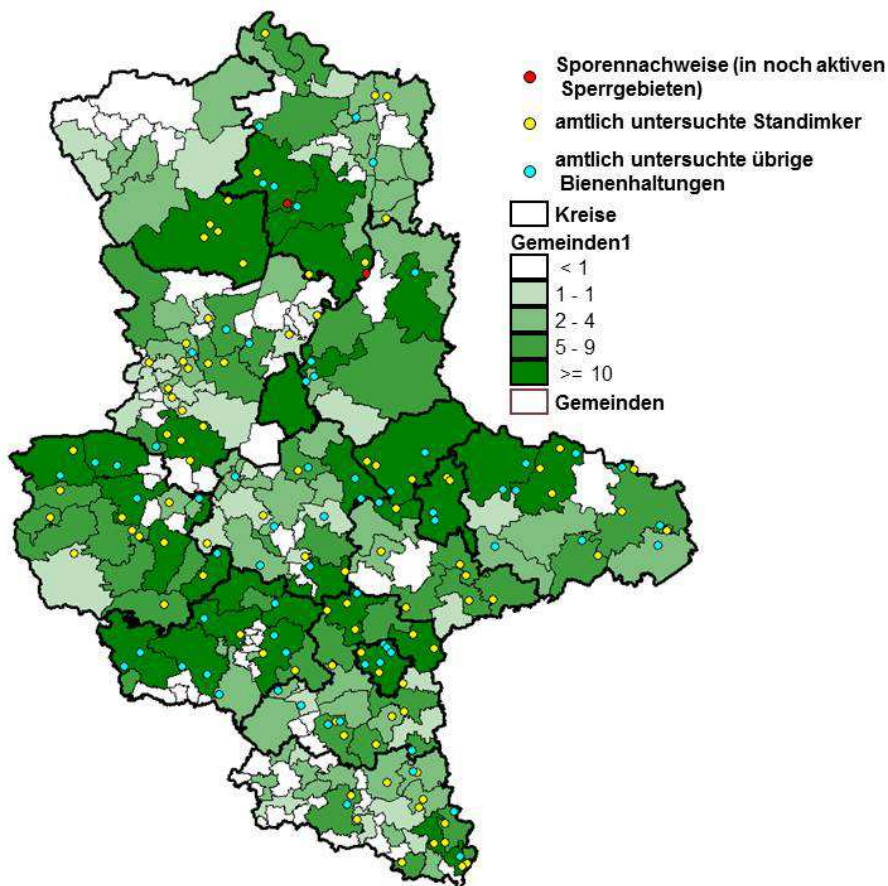 Sporennachweise (in noch aktiven
Sperrgebieten)
amtlich untersuchte Standimker
amtlich untersuchte übrige
Bienenhaltungen
Kreise
Gemeinden1
< 1
1 - 1
2 - 4
5 - 9
>= 10
Gemeinden